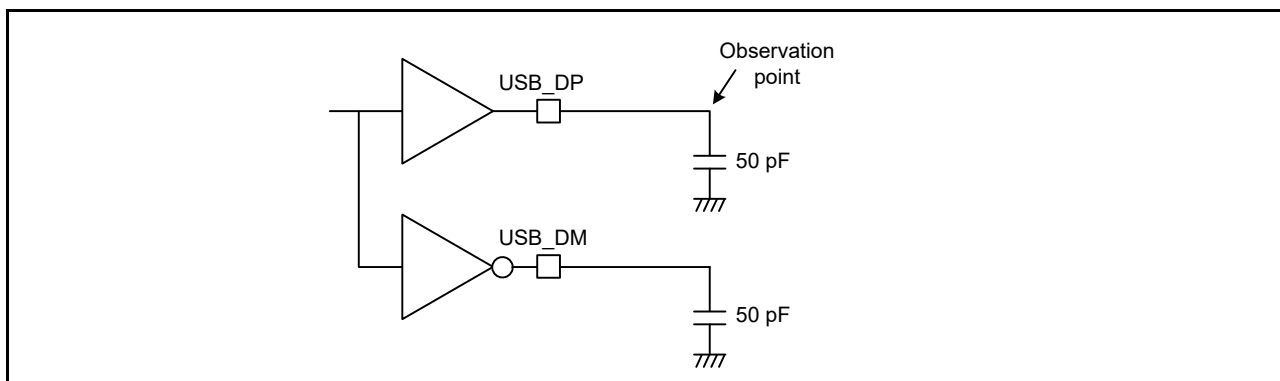 Observation
point
USB_DP
50 pF
USB_DM
50 pF